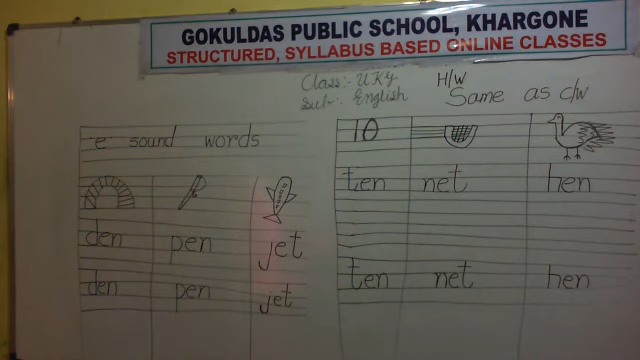 GOKULDAS PUBLIC SCHOOL, KHARGONE
STRUCTURED, SYLLABUS BASED ONLINE CLASSES
Class:- UKG
Sub:- English
H/W
Same as c/w
e sound words
den pen jet
den pen jet
10
ten net hen
ten net hen